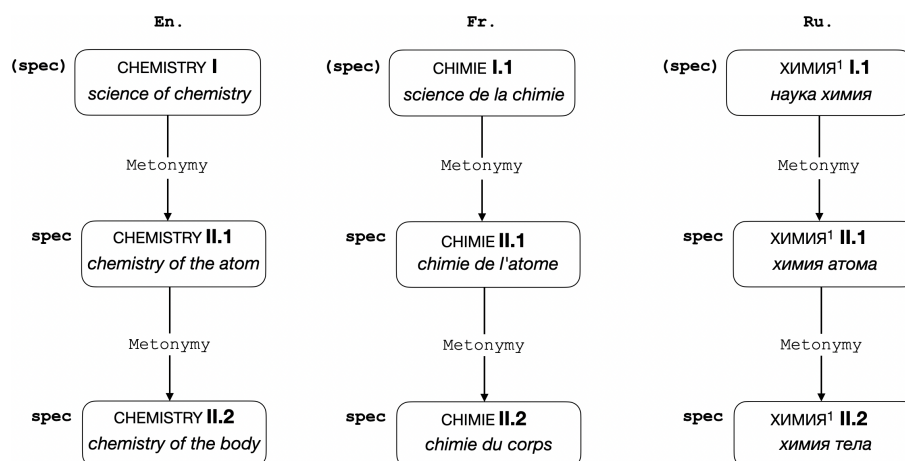 En. Fr. Ru.
(spec) CHEMISTRY I (spec) CHIMIE I.1 (spec) ХИМИЯ¹ I.1
science of chemistry science de la chimie наука химия
Metonymy Metonymy Metonymy
spec CHEMISTRY II.1 spec CHIMIE II.1 spec ХИМИЯ¹ II.1
chemistry of the atom chimie de l'atome химия атома
Metonymy Metonymy Metonymy
spec CHEMISTRY II.2 spec CHIMIE II.2 spec ХИМИЯ¹ II.2
chemistry of the body chimie du corps химия тела